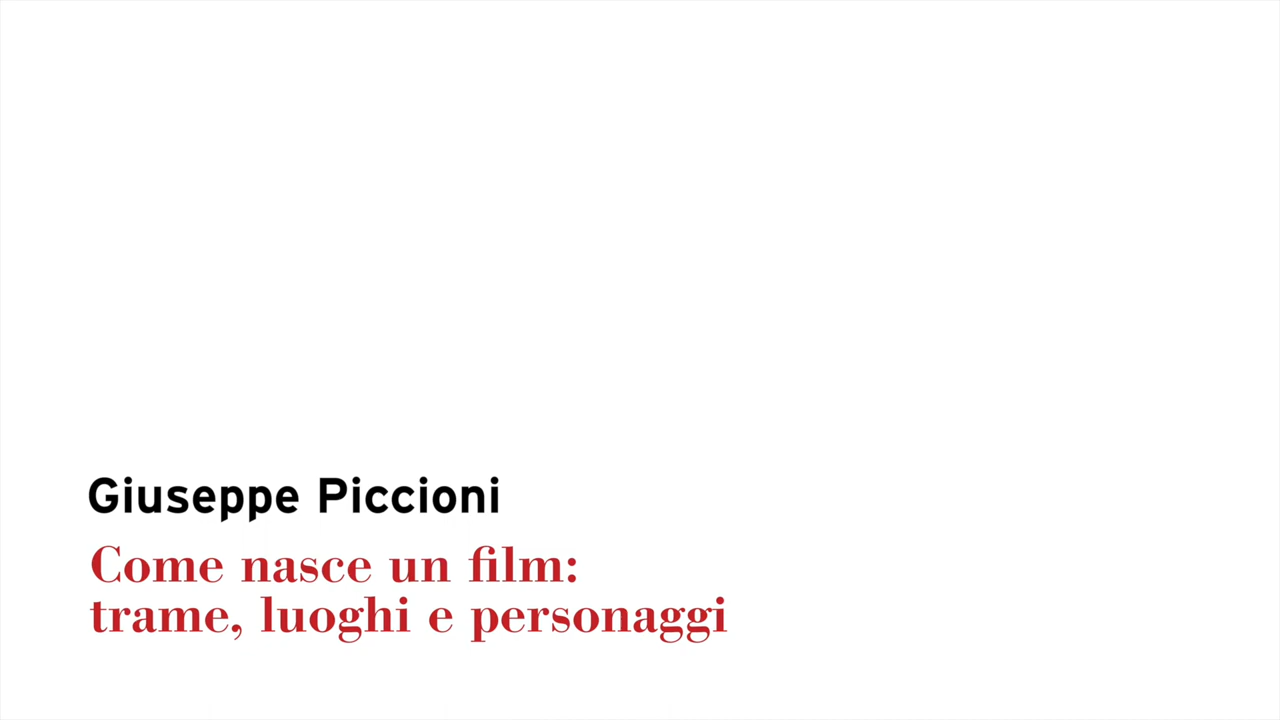 Giuseppe Piccioni
Come nasce un film:
trame, luoghi e personaggi